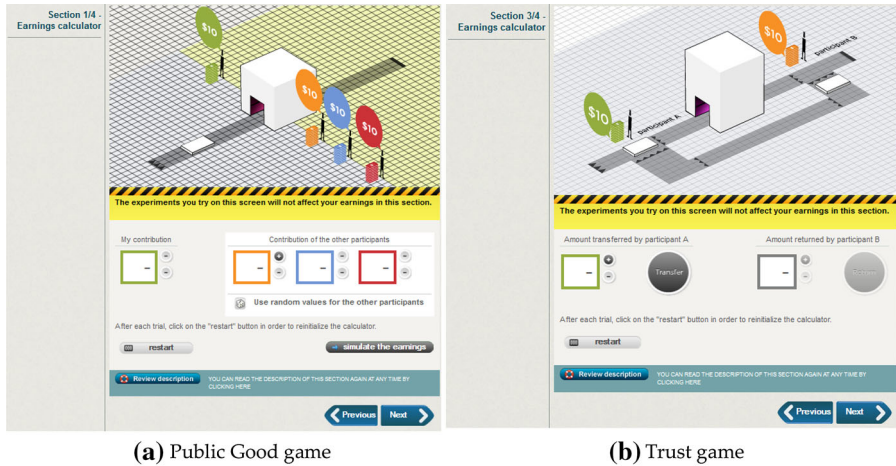 Section 1/4 -
Earnings calculator
$10
$10
$10
$10
The experiments you try on this screen will not affect your earnings in this section.
My contribution
Contribution of the other participants
–
–
–
–
Use random values for the other participants
After each trial, click on the "restart" button in order to reinitialize the calculator.
restart
simulate the earnings
Review description
YOU CAN READ THE DESCRIPTION OF THIS SECTION AGAIN AT ANY TIME BY
CLICKING HERE
Previous
Next
(a) Public Good game
Section 3/4 -
Earnings calculator
$10
participant B
$10
participant A
The experiments you try on this screen will not affect your earnings in this section.
Amount transferred by participant A
Amount returned by participant B
–
Transfer
–
After each trial, click on the "restart" button in order to reinitialize the calculator.
restart
Review description
YOU CAN READ THE DESCRIPTION OF THIS SECTION AGAIN AT ANY TIME BY
CLICKING HERE
Previous
Next
(b) Trust game